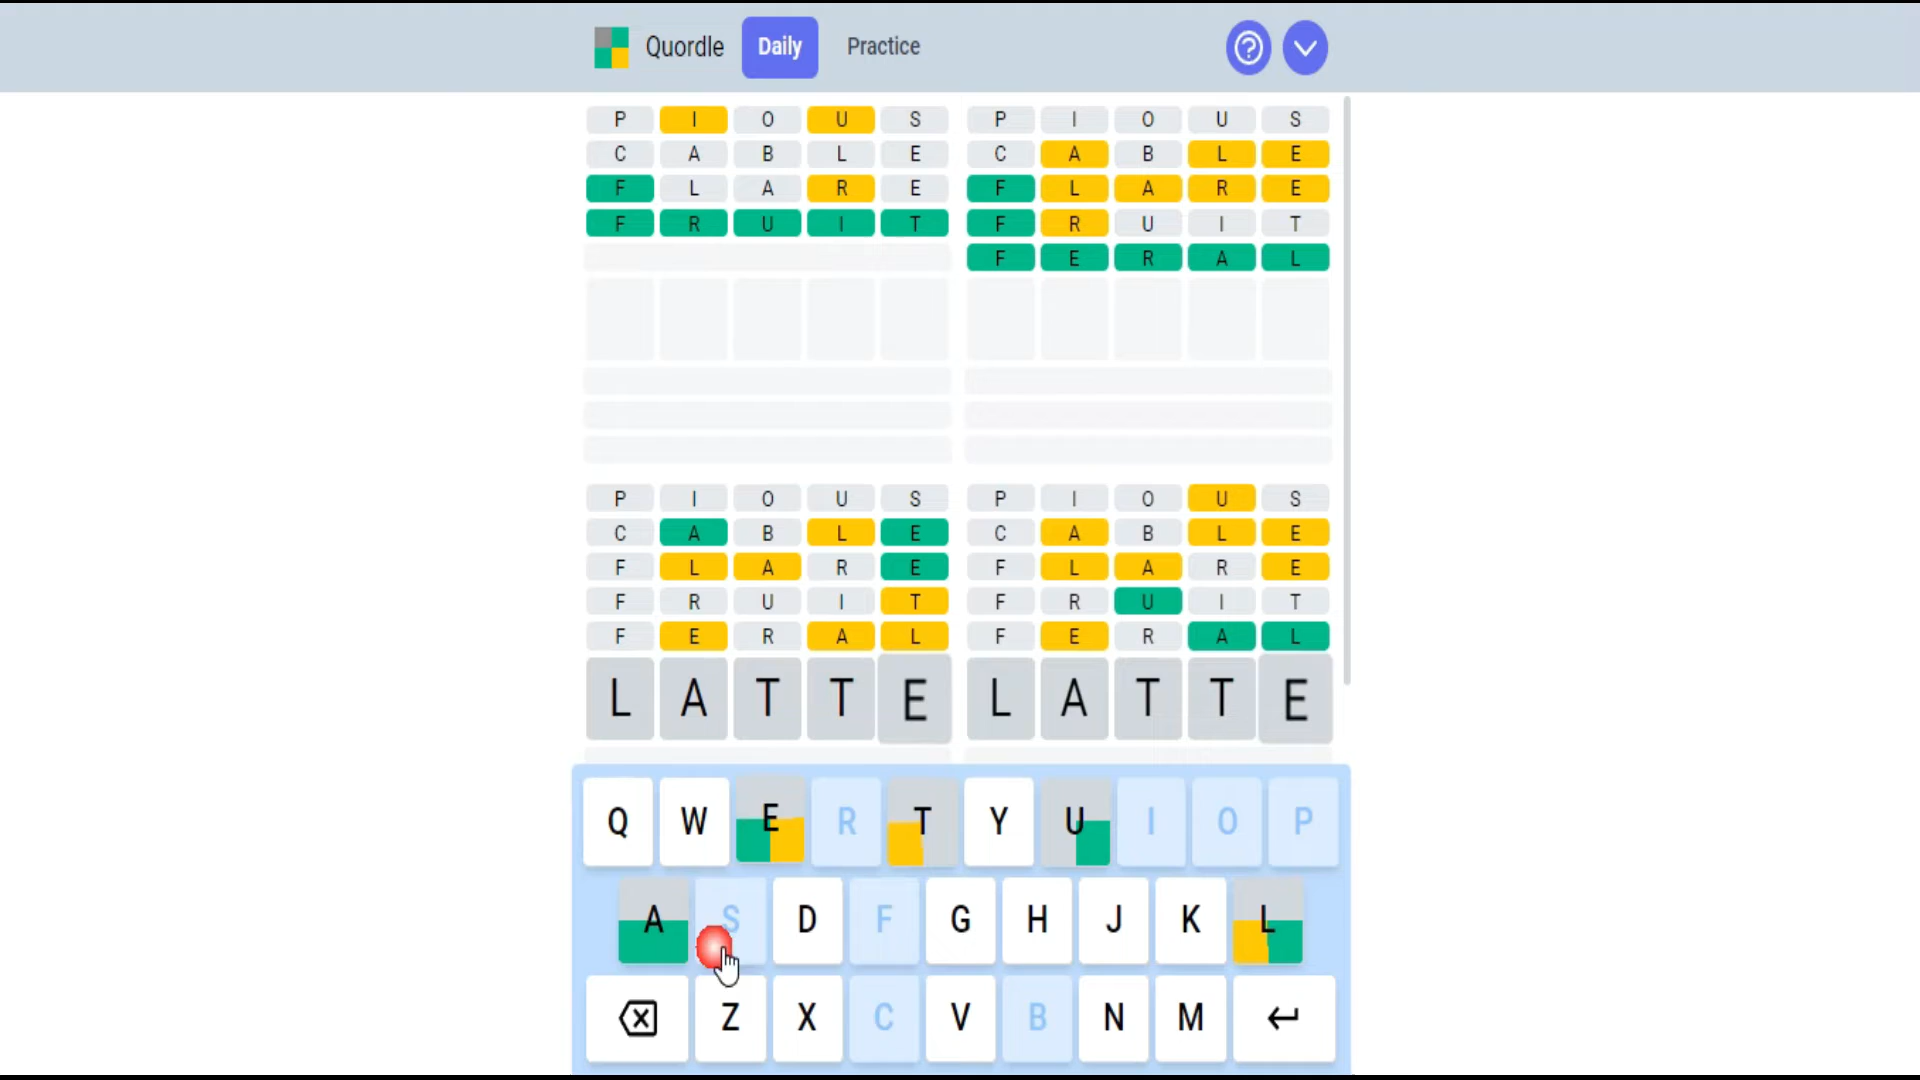 Quordle Daily Practice
P I O U S P I O U S
C A B L E C A B L E
F L A R E F L A R E
F R U I T F R U I T
F E R A L
P I O U S P I O U S
C A B L E C A B L E
F L A R E F L A R E
F R U I T F R U I T
F E R A L F E R A L
L A T T E L A T T E
Q W E R T Y U I O P
A S D F G H J K L
Z X C V B N M